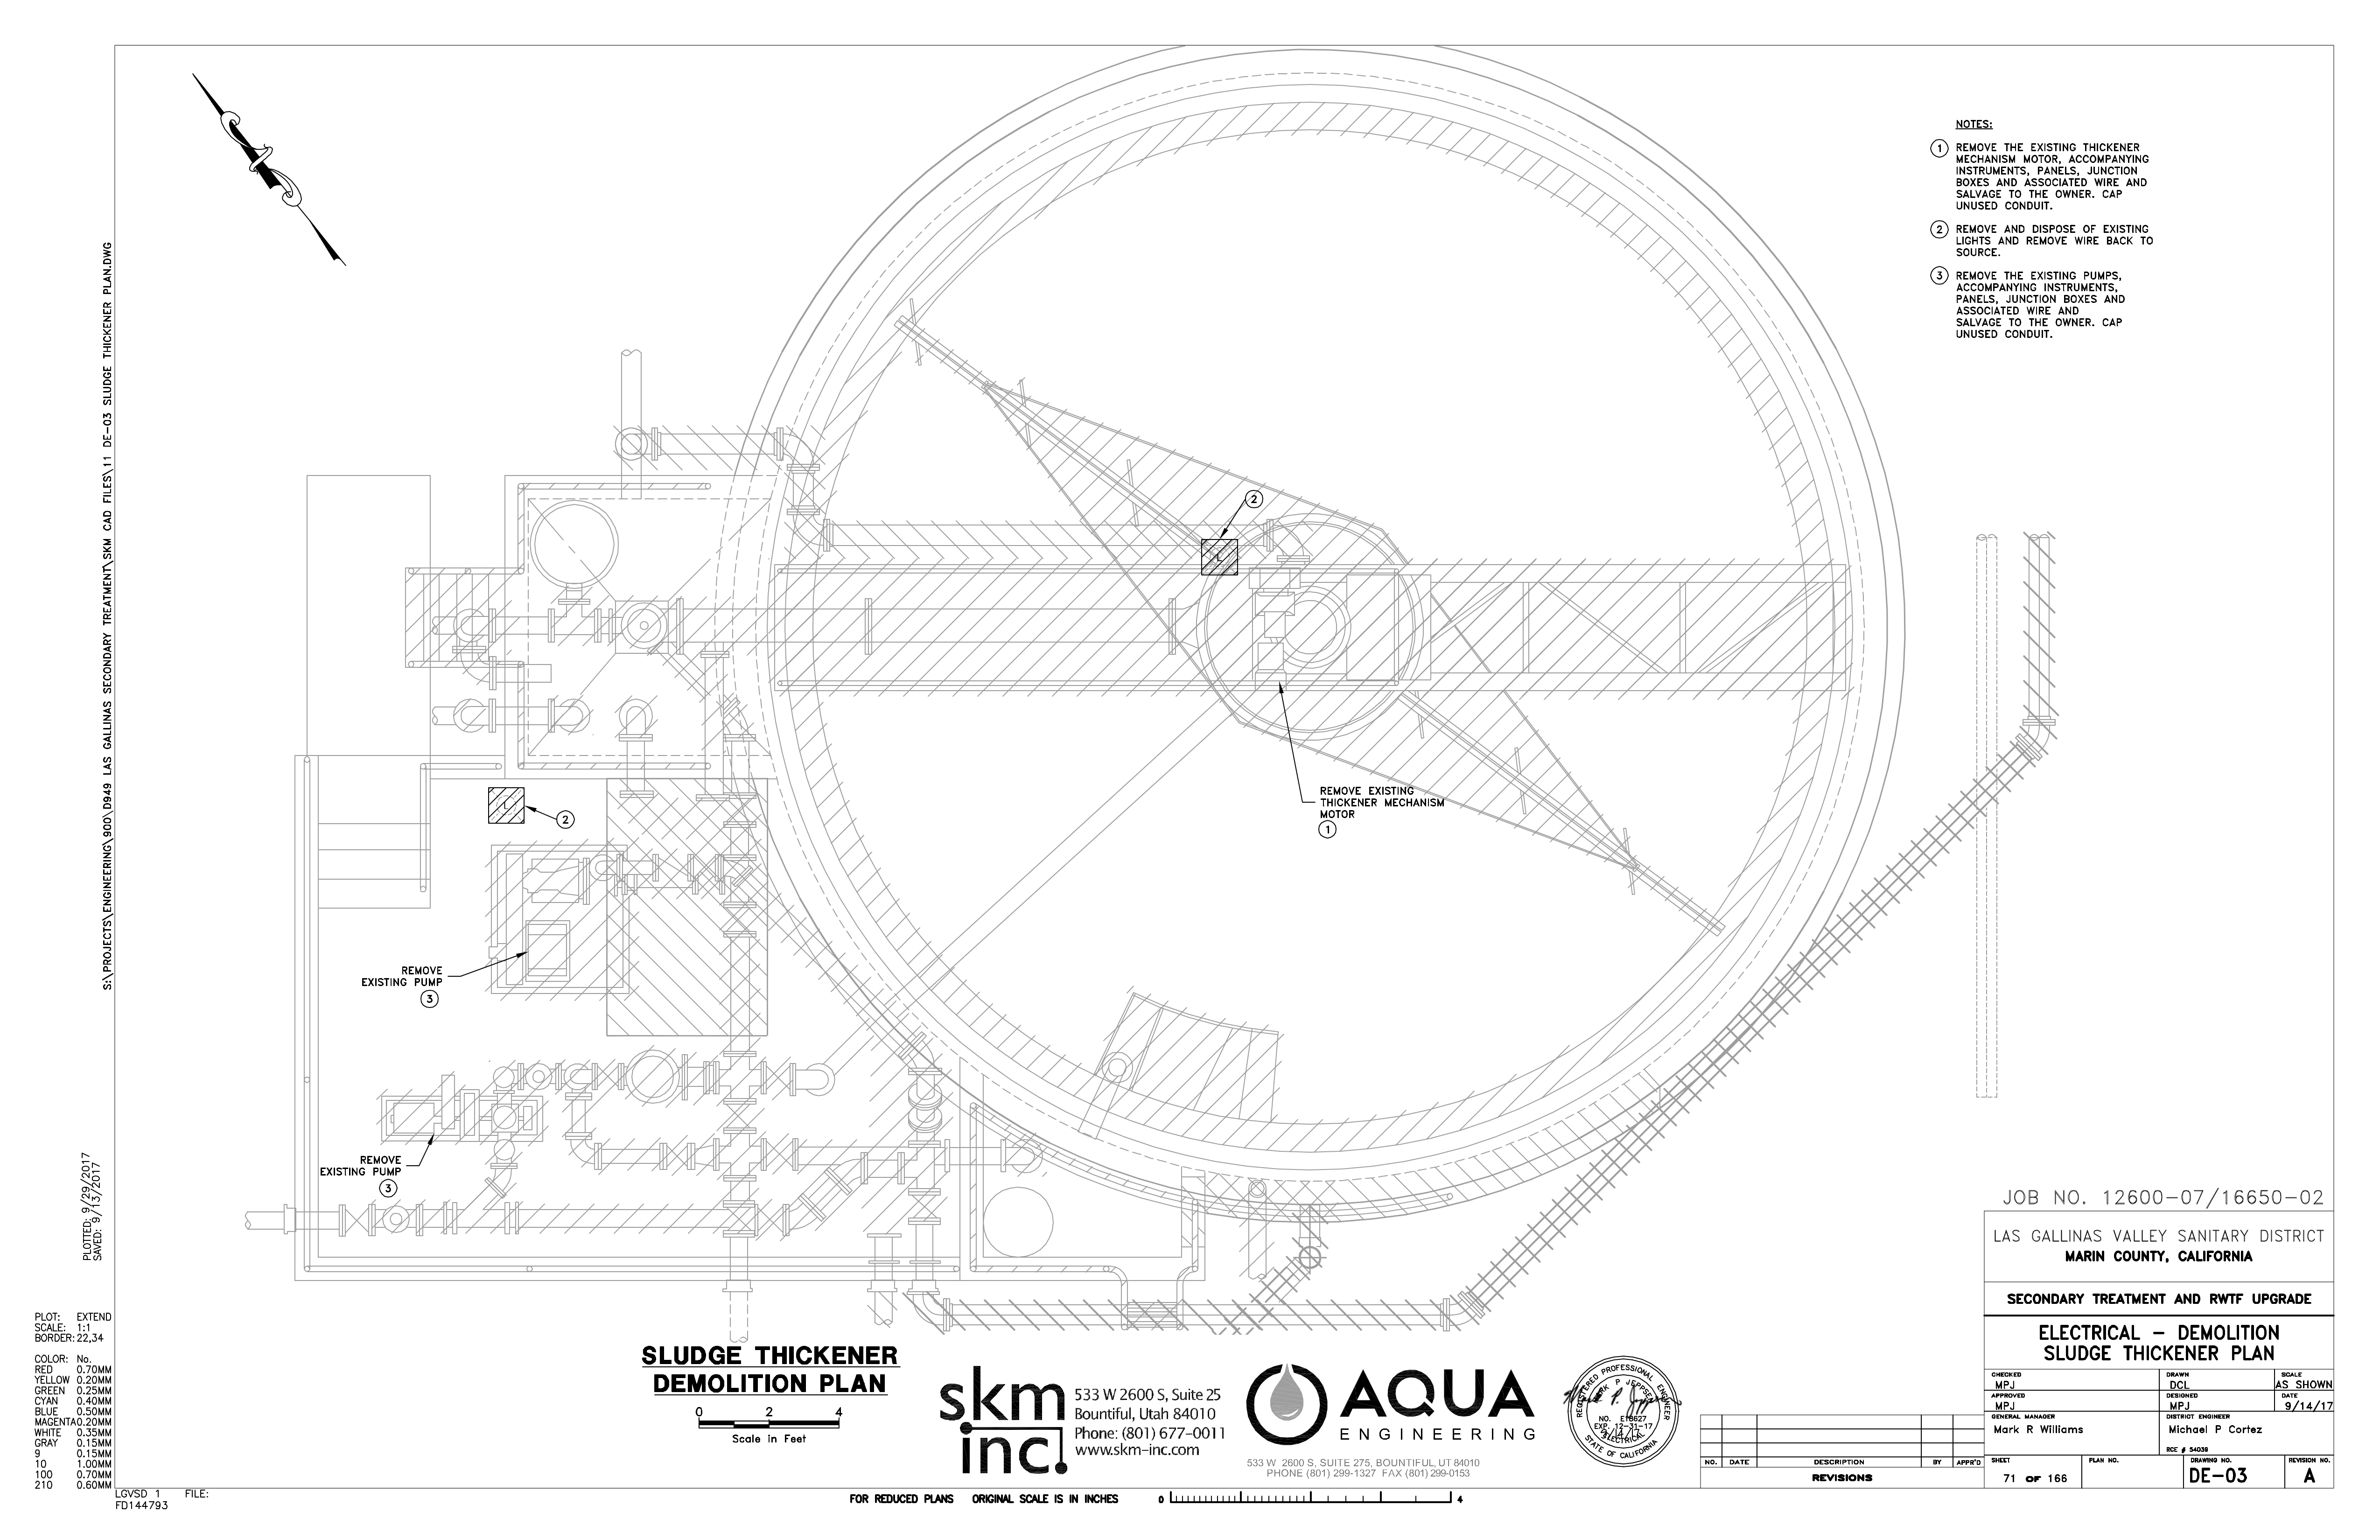 NOTES:
1 REMOVE THE EXISTING THICKENER
MECHANISM MOTOR, ACCOMPANYING
INSTRUMENTS, PANELS, JUNCTION
BOXES AND ASSOCIATED WIRE AND
SALVAGE TO THE OWNER. CAP
UNUSED CONDUIT.
2 REMOVE AND DISPOSE OF EXISTING
LIGHTS AND REMOVE WIRE BACK TO
SOURCE.
3 REMOVE THE EXISTING PUMPS,
ACCOMPANYING INSTRUMENTS,
PANELS, JUNCTION BOXES AND
ASSOCIATED WIRE AND
SALVAGE TO THE OWNER. CAP
UNUSED CONDUIT.
S:\PROJECTS\ENGINEERING\900\D949 LAS GALLINAS SECONDARY TREATMENT\SKM CAD FILES\11 DE-03 SLUDGE THICKENER PLAN.DWG
2
L
REMOVE EXISTING
THICKENER MECHANISM
MOTOR
1
L
2
REMOVE
EXISTING PUMP
3
REMOVE
EXISTING PUMP
3
PLOTTED: 9/29/2017
SAVED: 9/13/2017
PLOT: EXTEND
SCALE: 1:1
BORDER: 22,34
COLOR: No.
RED 0.70MM
YELLOW 0.20MM
GREEN 0.25MM
CYAN 0.40MM
BLUE 0.50MM
MAGENTA0.20MM
WHITE 0.35MM
GRAY 0.15MM
9 0.15MM
10 1.00MM
100 0.70MM
210 0.60MM
LGVSD 1 FILE:
FD144793
SLUDGE THICKENER
DEMOLITION PLAN
0 2 4
Scale in Feet
skm
inc.
533 W 2600 S, Suite 25
Bountiful, Utah 84010
Phone: (801) 677-0011
www.skm-inc.com
AQUA
ENGINEERING
533 W 2600 S, SUITE 275, BOUNTIFUL, UT 84010
PHONE (801) 299-1327 FAX (801) 299-0153
REGISTERED PROFESSIONAL ENGINEER
MARK P JEPPSEN
NO. E18627
EXP. 12-31-17
ELECTRICAL
STATE OF CALIFORNIA
FOR REDUCED PLANS ORIGINAL SCALE IS IN INCHES
0 4
JOB NO. 12600-07/16650-02
LAS GALLINAS VALLEY SANITARY DISTRICT
MARIN COUNTY, CALIFORNIA
SECONDARY TREATMENT AND RWTF UPGRADE
ELECTRICAL - DEMOLITION
SLUDGE THICKENER PLAN
CHECKED DRAWN SCALE
MPJ DCL AS SHOWN
APPROVED DESIGNED DATE
MPJ MPJ 9/14/17
GENERAL MANAGER DISTRICT ENGINEER
Mark R Williams Michael P Cortez
RCE # 54039
NO. DATE DESCRIPTION BY APPR'D
REVISIONS
SHEET PLAN NO. DRAWING NO. REVISION NO.
71 OF 166 DE-03 A